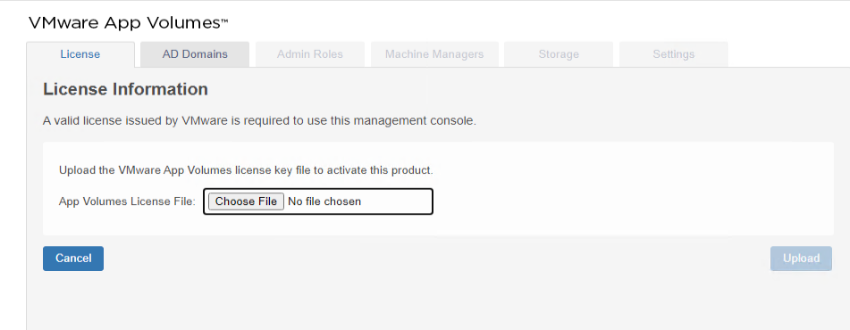 VMware App Volumes™
License AD Domains Admin Roles Machine Managers Storage Settings
License Information
A valid license issued by VMware is required to use this management console.
Upload the VMware App Volumes license key file to activate this product.
App Volumes License File: Choose File No file chosen
Cancel Upload